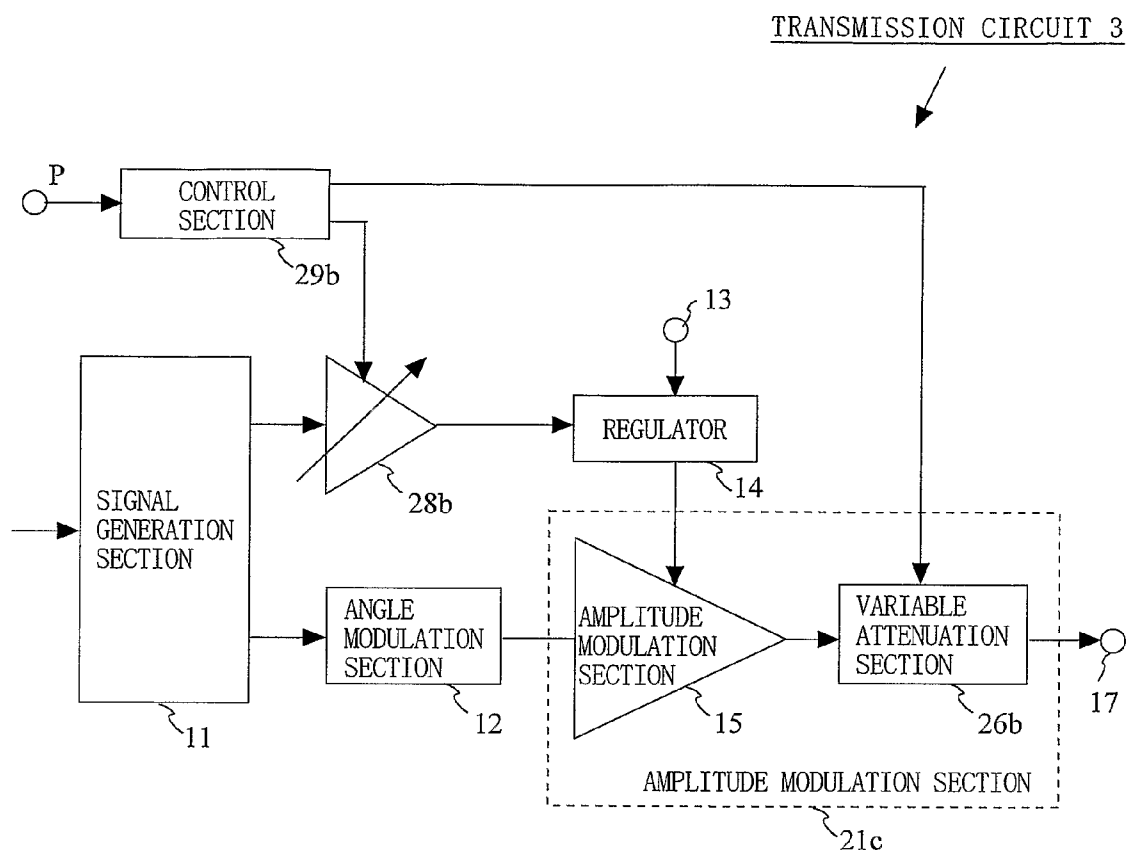 TRANSMISSION CIRCUIT 3
P
CONTROL
SECTION
29b
13
REGULATOR
14
28b
SIGNAL
GENERATION
SECTION
11
ANGLE
MODULATION
SECTION
12
AMPLITUDE
MODULATION
SECTION
15
VARIABLE
ATTENUATION
SECTION
26b
17
AMPLITUDE MODULATION SECTION
21c